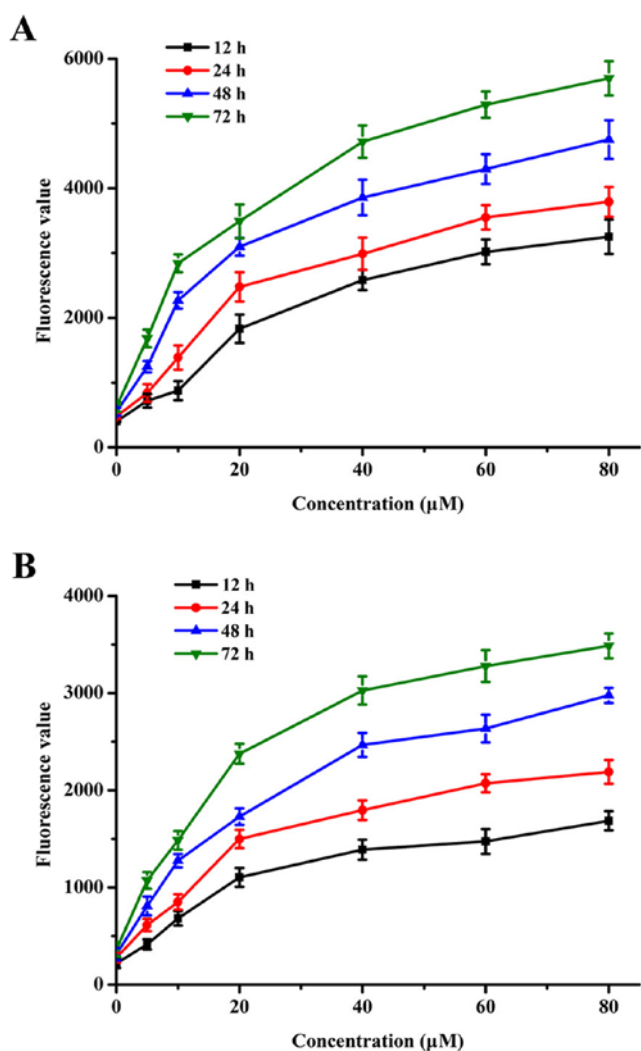 A
12 h
24 h
48 h
72 h
6000
4000
2000
0
Fluorescence value
0 20 40 60 80
Concentration (µM)
B
12 h
24 h
48 h
72 h
4000
3000
2000
1000
0
Fluorescence value
0 20 40 60 80
Concentration (µM)